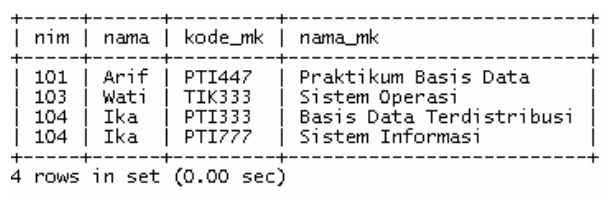 +-----+------+---------+--------------------------+
| nim | nama | kode_mk | nama_mk                  |
+-----+------+---------+--------------------------+
| 101 | Arif | PTI447  | Praktikum Basis Data     |
| 103 | Wati | TIK333  | Sistem Operasi           |
| 104 | Ika  | PTI333  | Basis Data Terdistribusi |
| 104 | Ika  | PTI777  | Sistem Informasi         |
+-----+------+---------+--------------------------+
4 rows in set (0.00 sec)